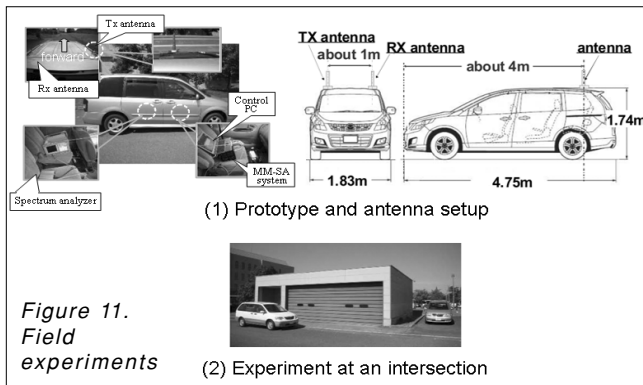 Tx antenna
forward
Rx antenna
Control
PC
MM-SA
system
Spectrum analyzer
TX antenna
about 1m
RX antenna
antenna
about 4m
1.74m
1.83m
4.75m
(1) Prototype and antenna setup
Figure 11.
Field
experiments
(2) Experiment at an intersection